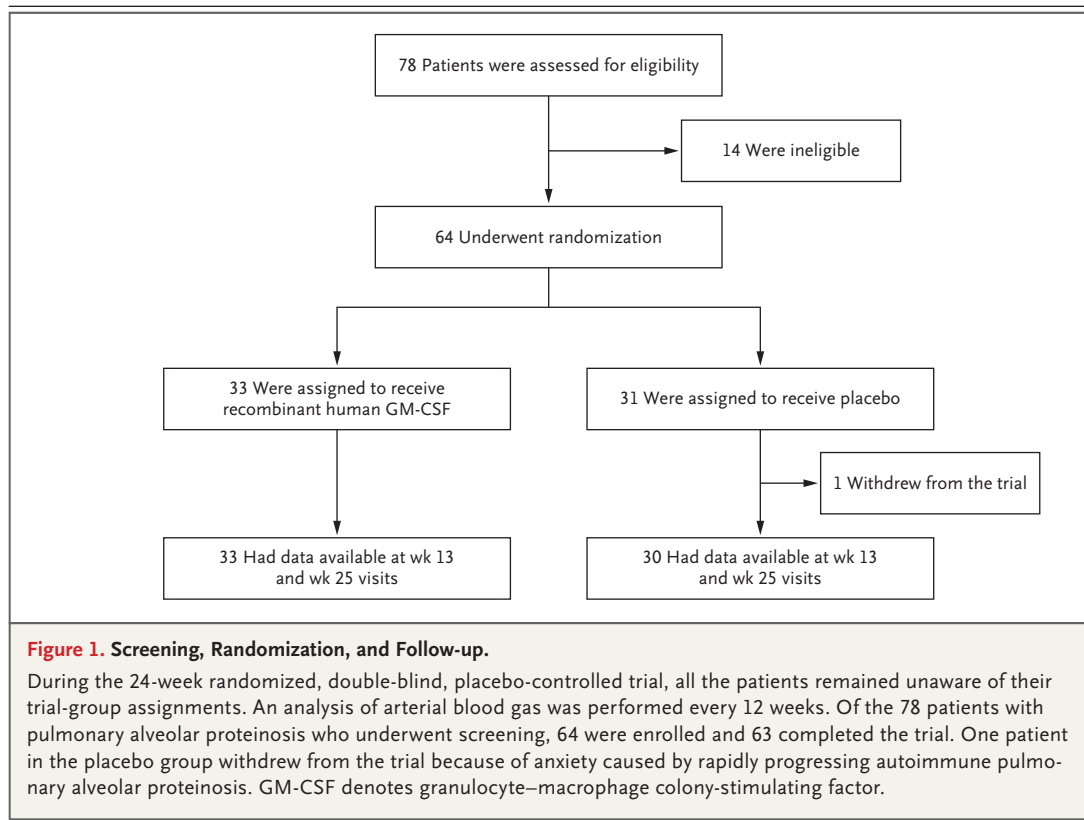 78 Patients were assessed for eligibility
14 Were ineligible
64 Underwent randomization
33 Were assigned to receive
recombinant human GM-CSF
31 Were assigned to receive placebo
1 Withdrew from the trial
33 Had data available at wk 13
and wk 25 visits
30 Had data available at wk 13
and wk 25 visits
Figure 1. Screening, Randomization, and Follow-up.
During the 24-week randomized, double-blind, placebo-controlled trial, all the patients remained unaware of their
trial-group assignments. An analysis of arterial blood gas was performed every 12 weeks. Of the 78 patients with
pulmonary alveolar proteinosis who underwent screening, 64 were enrolled and 63 completed the trial. One patient
in the placebo group withdrew from the trial because of anxiety caused by rapidly progressing autoimmune pulmo-
nary alveolar proteinosis. GM-CSF denotes granulocyte–macrophage colony-stimulating factor.